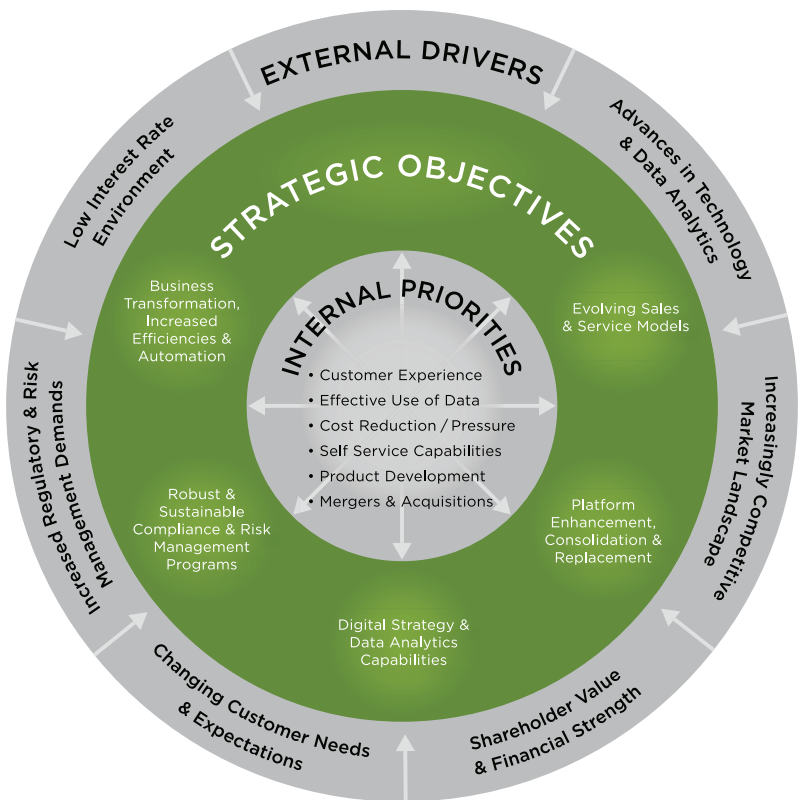 EXTERNAL DRIVERS
Low Interest Rate
Environment
Advances in Technology
& Data Analytics
STRATEGIC OBJECTIVES
Business
Transformation,
Increased
Efficiencies &
Automation
Evolving Sales
& Service Models
INTERNAL PRIORITIES
• Customer Experience
• Effective Use of Data
• Cost Reduction / Pressure
• Self Service Capabilities
• Product Development
• Mergers & Acquisitions
Increased Regulatory & Risk
Management Demands
Increasingly Competitive
Market Landscape
Robust &
Sustainable
Compliance & Risk
Management
Programs
Platform
Enhancement,
Consolidation &
Replacement
Digital Strategy &
Data Analytics
Capabilities
Changing Customer Needs
& Expectations
Shareholder Value
& Financial Strength